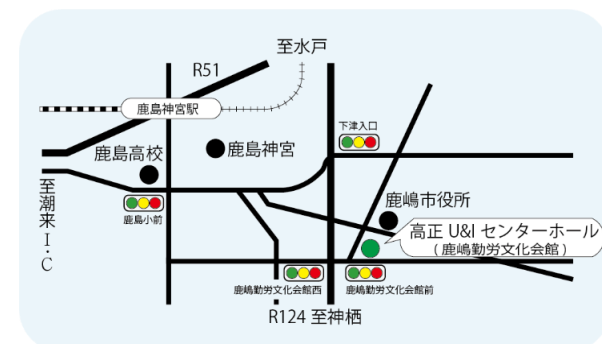 至水戸
R51
鹿島神宮駅
下津入口
鹿島高校
鹿島神宮
至潮来I・C
鹿島小前
鹿嶋市役所
高正 U&I センターホール
(鹿嶋勤労文化会館)
鹿嶋勤労文化会館西
鹿嶋勤労文化会館前
R124 至神栖